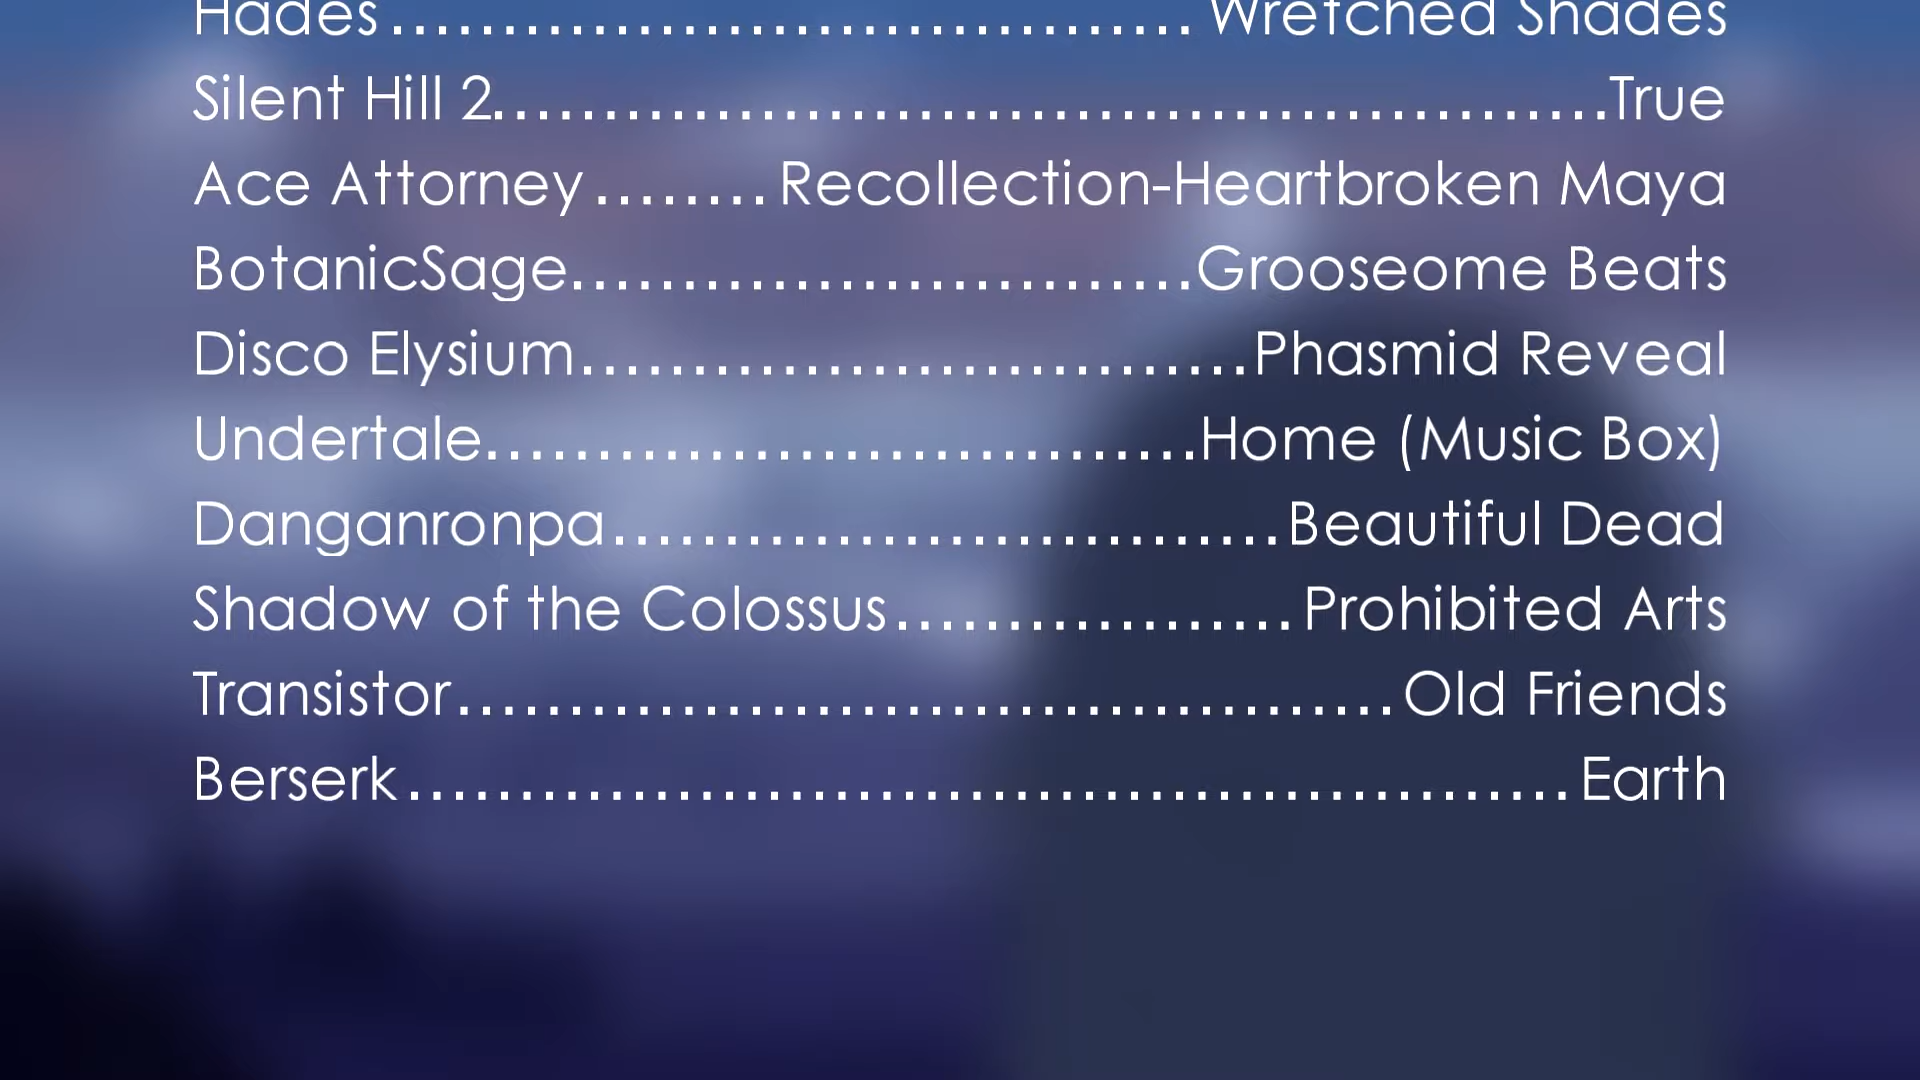 Hades.............................Wretched Shades
Silent Hill 2........................................True
Ace Attorney........Recollection-Heartbroken Maya
BotanicSage.......................Grooseome Beats
Disco Elysium........................Phasmid Reveal
Undertale..........................Home (Music Box)
Danganronpa........................Beautiful Dead
Shadow of the Colossus...............Prohibited Arts
Transistor..................................Old Friends
Berserk..........................................Earth